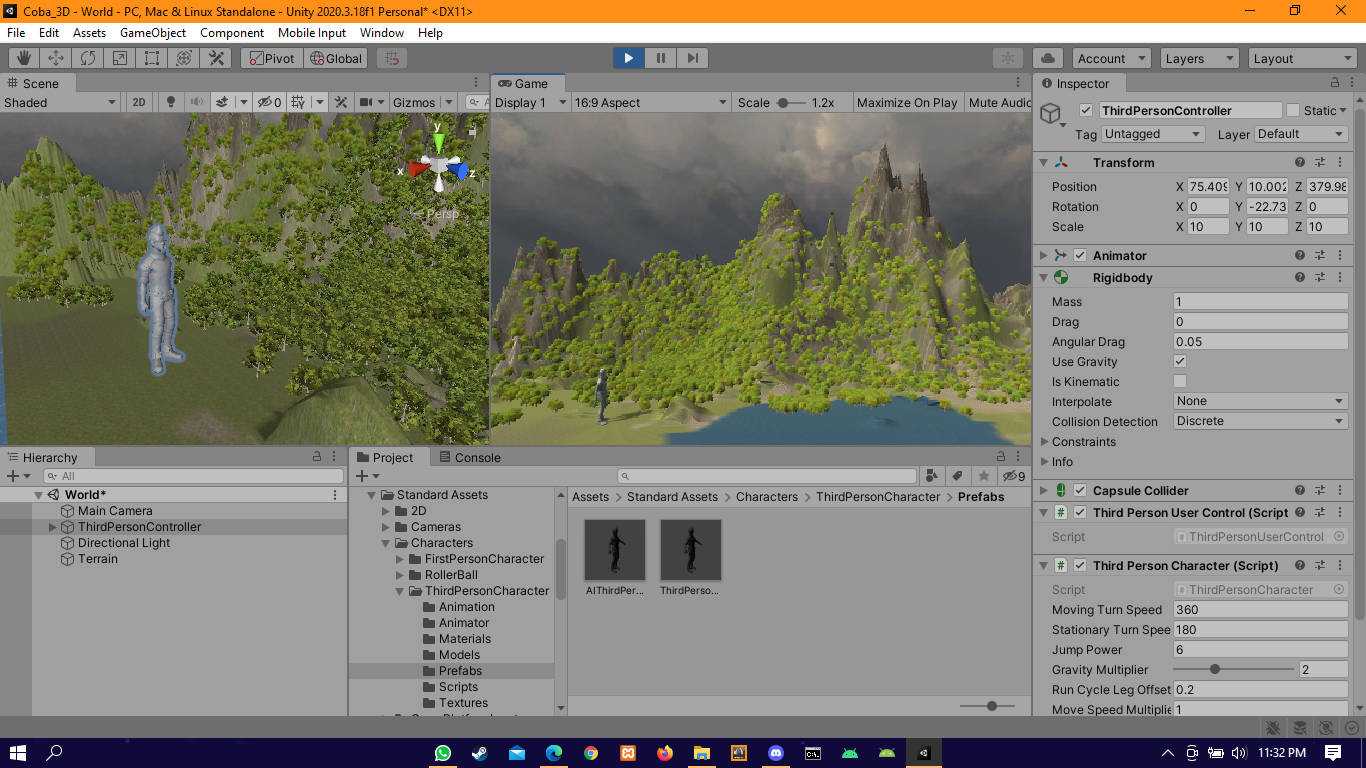 Coba_3D - World - PC, Mac & Linux Standalone - Unity 2020.3.18f1 Personal* <DX11>
File Edit Assets GameObject Component Mobile Input Window Help
Pivot Global Account Layers Layout
Scene
Shaded 2D 0 Gizmos A
y
x
z
Persp
Game
Display 1 16:9 Aspect Scale 1.2x Maximize On Play Mute Audio
Inspector
ThirdPersonController Static
Tag Untagged Layer Default
Transform
Position X 75.409 Y 10.002 Z 379.98
Rotation X 0 Y -22.73 Z 0
Scale X 10 Y 10 Z 10
Animator
Rigidbody
Mass 1
Drag 0
Angular Drag 0.05
Use Gravity
Is Kinematic
Interpolate None
Collision Detection Discrete
Constraints
Info
Capsule Collider
Third Person User Control (Script
Script # ThirdPersonUserControl
Third Person Character (Script)
Script # ThirdPersonCharacter
Moving Turn Speed 360
Stationary Turn Spee 180
Jump Power 6
Gravity Multiplier 2
Run Cycle Leg Offset 0.2
Move Speed Multiplie 1
Hierarchy
+ All
World*
Main Camera
ThirdPersonController
Directional Light
Terrain
Project Console
+ 9
Standard Assets
2D
Cameras
Characters
FirstPersonCharacter
RollerBall
ThirdPersonCharacter
Animation
Animator
Materials
Models
Prefabs
Scripts
Textures
Assets > Standard Assets > Characters > ThirdPersonCharacter > Prefabs
AIThirdPer... ThirdPerso...
11:32 PM